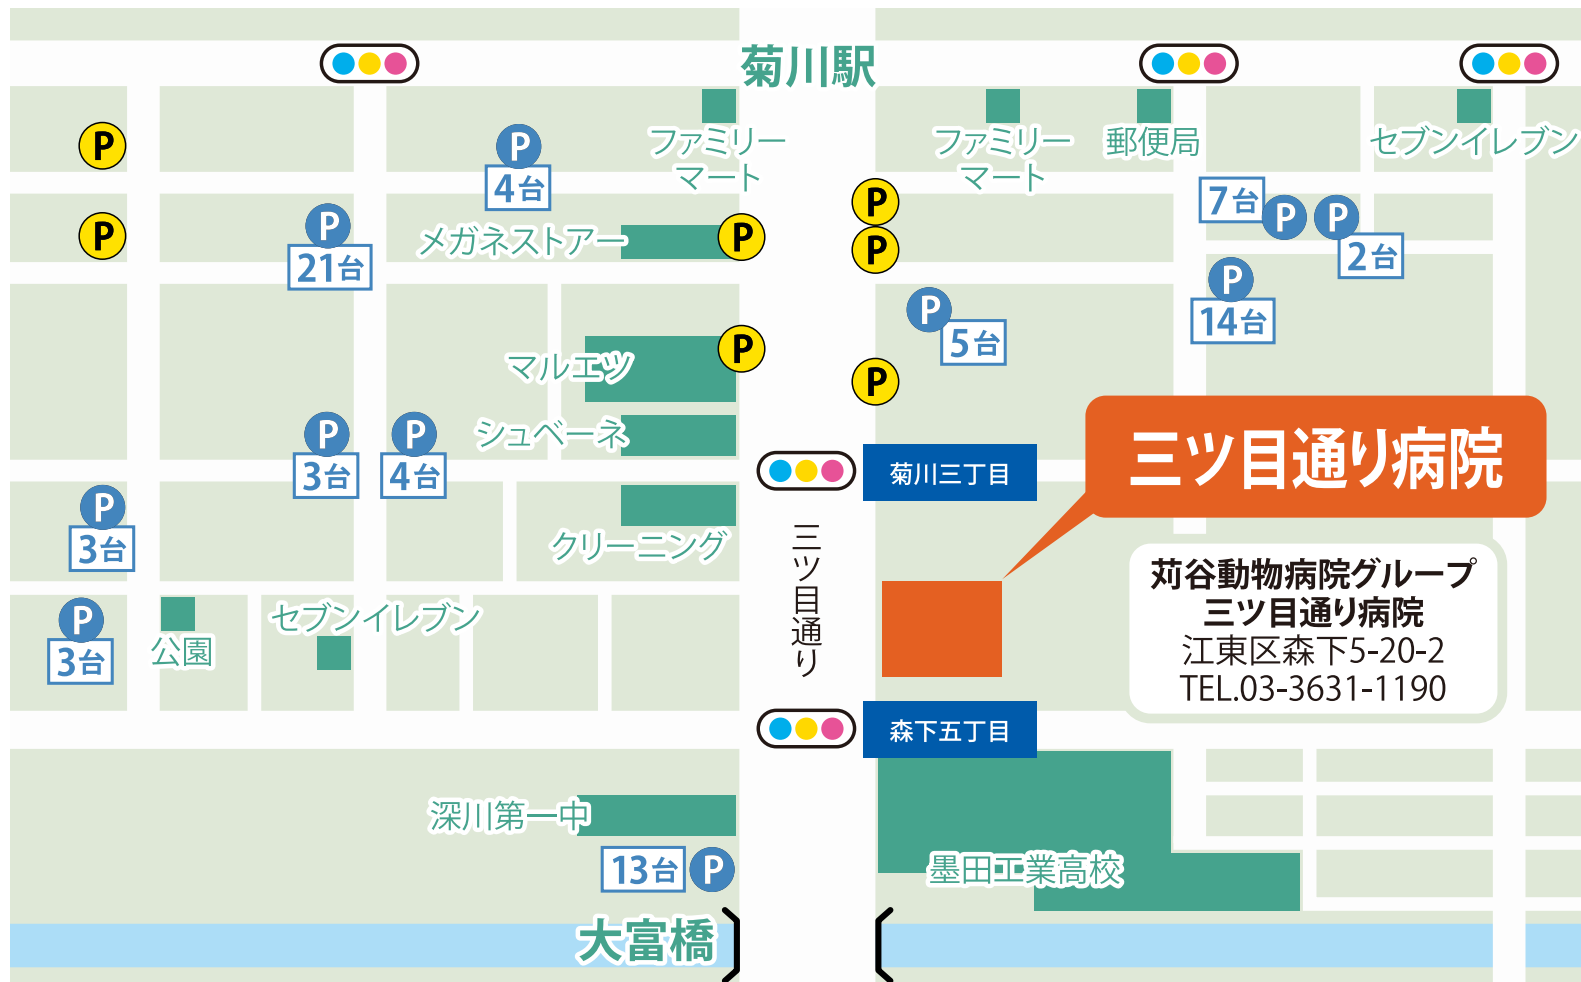 菊川駅
ファミリー
マート
ファミリー
マート
郵便局
セブンイレブン
P
P
4台
P
7台
P
P
2台
P
P
21台
メガネストアー
P
P
P
14台
P
5台
マルエツ
P
P
P
3台
P
4台
シュベーネ
菊川三丁目
三ツ目通り病院
P
3台
クリーニング
三ツ目通り
苅谷動物病院グループ
三ツ目通り病院
江東区森下5-20-2
TEL.03-3631-1190
P
3台
公園
セブンイレブン
森下五丁目
深川第一中
13台
P
墨田工業高校
大富橋